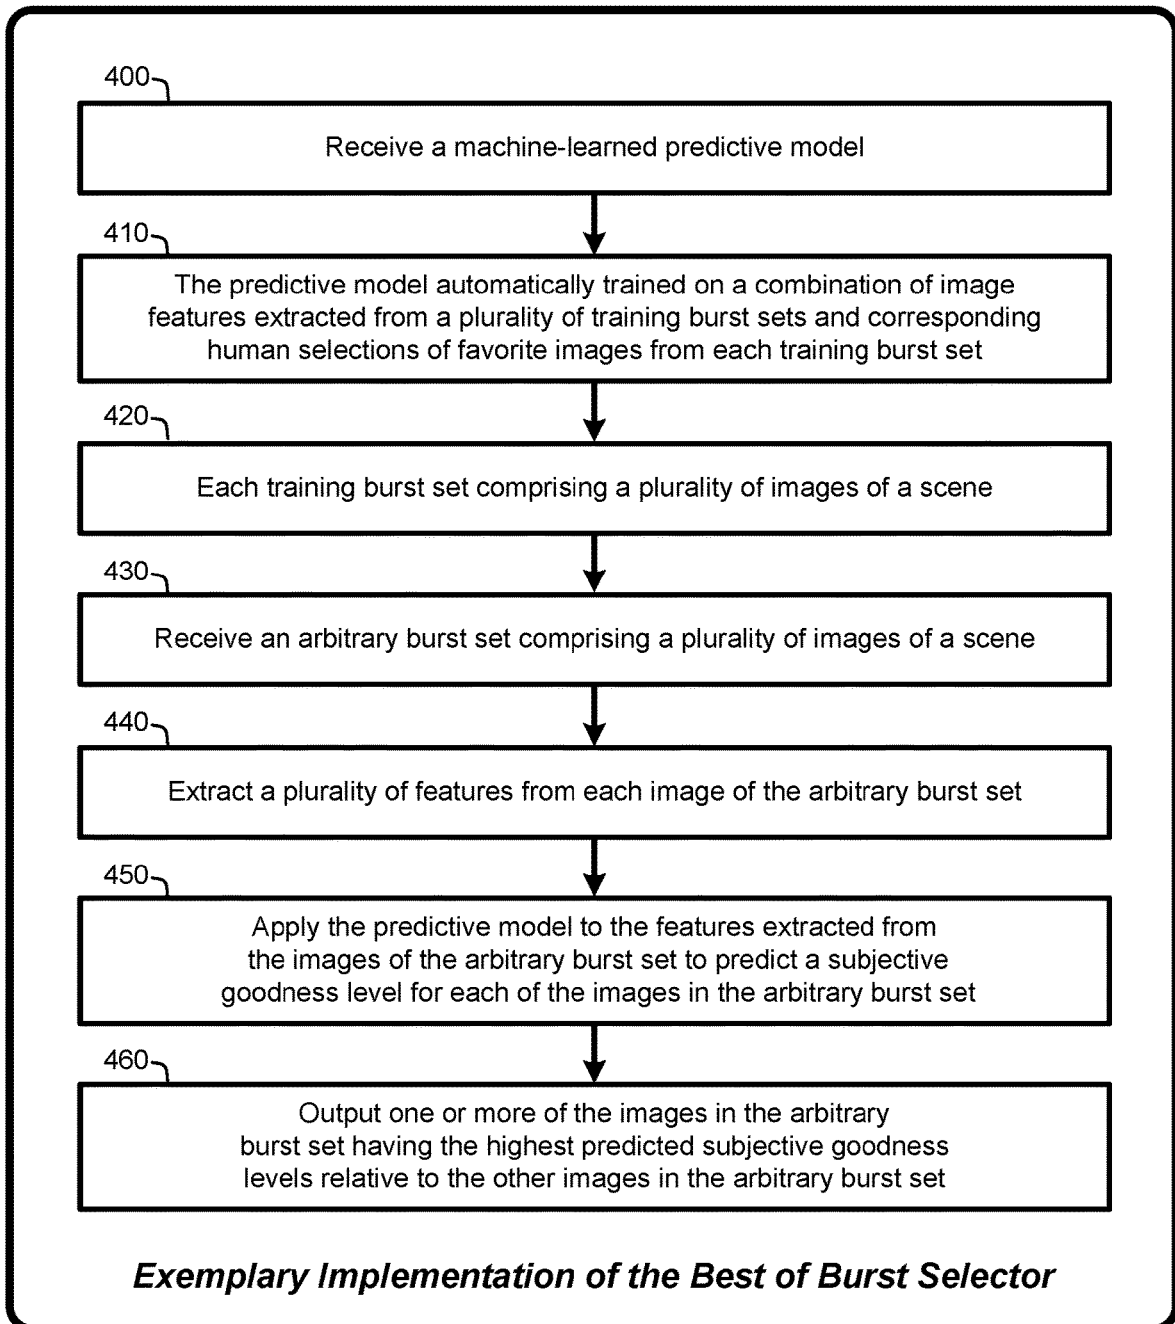 400
Receive a machine-learned predictive model
410
The predictive model automatically trained on a combination of image
features extracted from a plurality of training burst sets and corresponding
human selections of favorite images from each training burst set
420
Each training burst set comprising a plurality of images of a scene
430
Receive an arbitrary burst set comprising a plurality of images of a scene
440
Extract a plurality of features from each image of the arbitrary burst set
450
Apply the predictive model to the features extracted from
the images of the arbitrary burst set to predict a subjective
goodness level for each of the images in the arbitrary burst set
460
Output one or more of the images in the arbitrary
burst set having the highest predicted subjective goodness
levels relative to the other images in the arbitrary burst set
Exemplary Implementation of the Best of Burst Selector